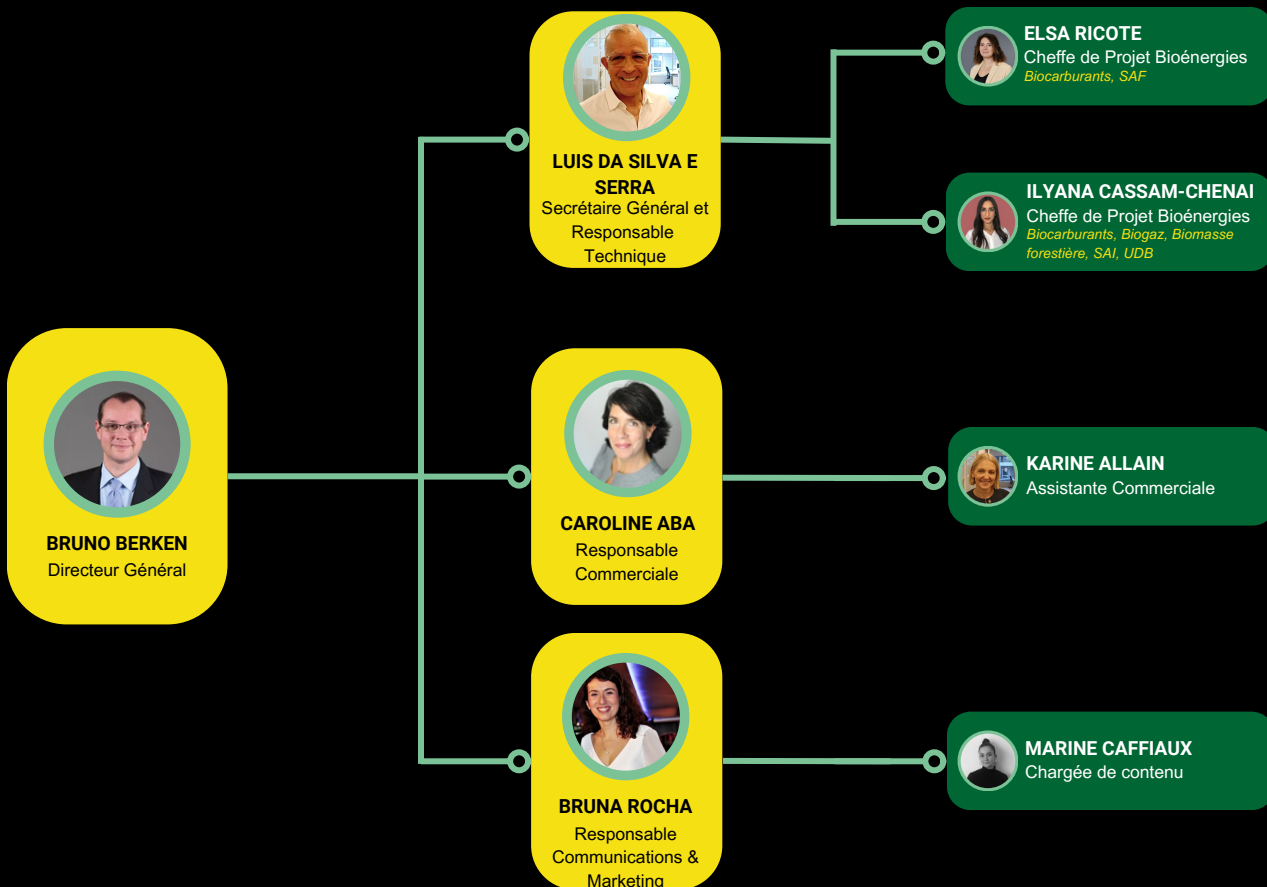 BRUNO BERKEN
Directeur Général
LUIS DA SILVA E
SERRA
Secrétaire Général et
Responsable
Technique
ELSA RICOTE
Cheffe de Projet Bioénergies
Biocarburants, SAF
ILYANA CASSAM-CHENAI
Cheffe de Projet Bioénergies
Biocarburants, Biogaz, Biomasse
forestière, SAI, UDB
CAROLINE ABA
Responsable
Commerciale
KARINE ALLAIN
Assistante Commerciale
BRUNA ROCHA
Responsable
Communications &
Marketing
MARINE CAFFIAUX
Chargée de contenu